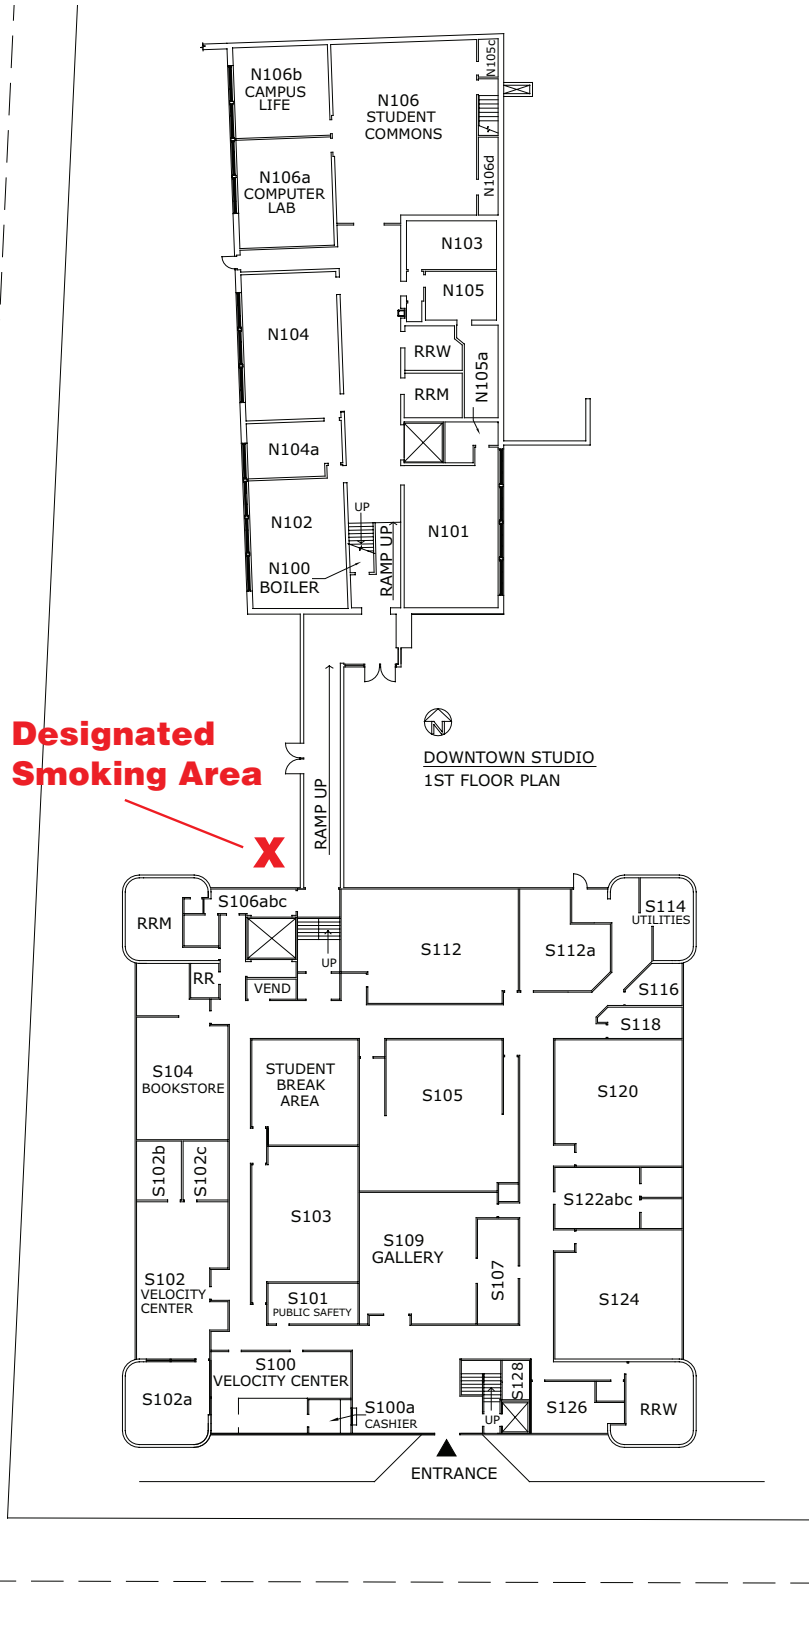 N105c
N106b
CAMPUS
LIFE
N106
STUDENT
COMMONS
N106a
COMPUTER
LAB
N106d
N103
N105
N104
RRW
N105a
RRM
N104a
N102
UP
N101
RAMP UP
N100
BOILER
N
Designated
Smoking Area
X
DOWNTOWN STUDIO
1ST FLOOR PLAN
RAMP UP
S106abc
RRM
S114
UTILITIES
S112
S112a
UP
RR
VEND
S116
S118
S104
BOOKSTORE
STUDENT
BREAK
AREA
S105
S120
S102b
S102c
S122abc
S103
S109
GALLERY
S107
S102
VELOCITY
CENTER
S101
PUBLIC SAFETY
S124
S100
VELOCITY CENTER
S128
S102a
S100a
CASHIER
UP
S126
RRW
ENTRANCE